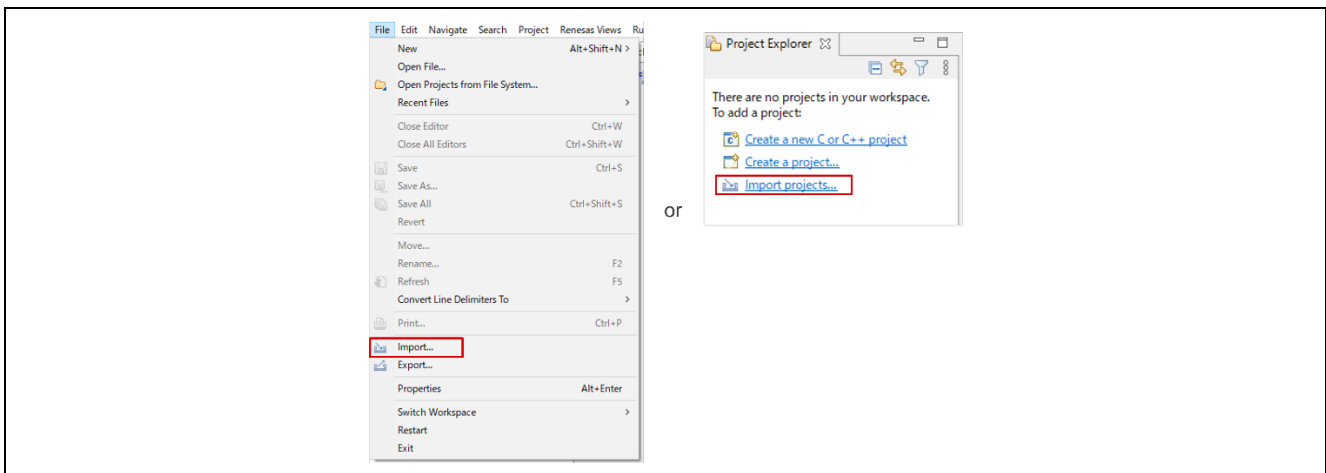 File Edit Navigate Search Project Renesas Views Ru
New Alt+Shift+N >
Open File...
Open Projects from File System...
Recent Files >
Close Editor Ctrl+W
Close All Editors Ctrl+Shift+W
Save Ctrl+S
Save As...
Save All Ctrl+Shift+S
Revert
Move...
Rename... F2
Refresh F5
Convert Line Delimiters To >
Print... Ctrl+P
Import...
Export...
Properties Alt+Enter
Switch Workspace >
Restart
Exit
or
Project Explorer
There are no projects in your workspace.
To add a project:
Create a new C or C++ project
Create a project...
Import projects...